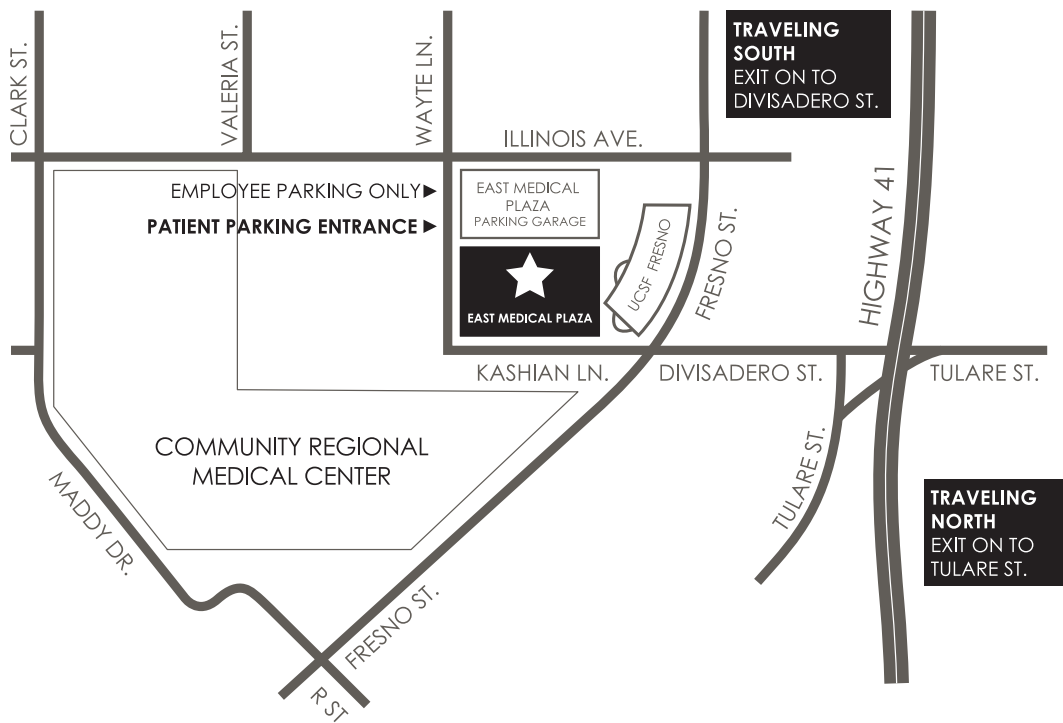 CLARK ST.
VALERIA ST.
WAYTE LN.
ILLINOIS AVE.
TRAVELING
SOUTH
EXIT ON TO
DIVISADERO ST.
EMPLOYEE PARKING ONLY►
PATIENT PARKING ENTRANCE►
EAST MEDICAL
PLAZA
PARKING GARAGE
EAST MEDICAL PLAZA
UCSF FRESNO
FRESNO ST.
HIGHWAY 41
KASHIAN LN.
DIVISADERO ST.
TULARE ST.
COMMUNITY REGIONAL
MEDICAL CENTER
MADDY DR.
TULARE ST.
TRAVELING
NORTH
EXIT ON TO
TULARE ST.
FRESNO ST.
R ST